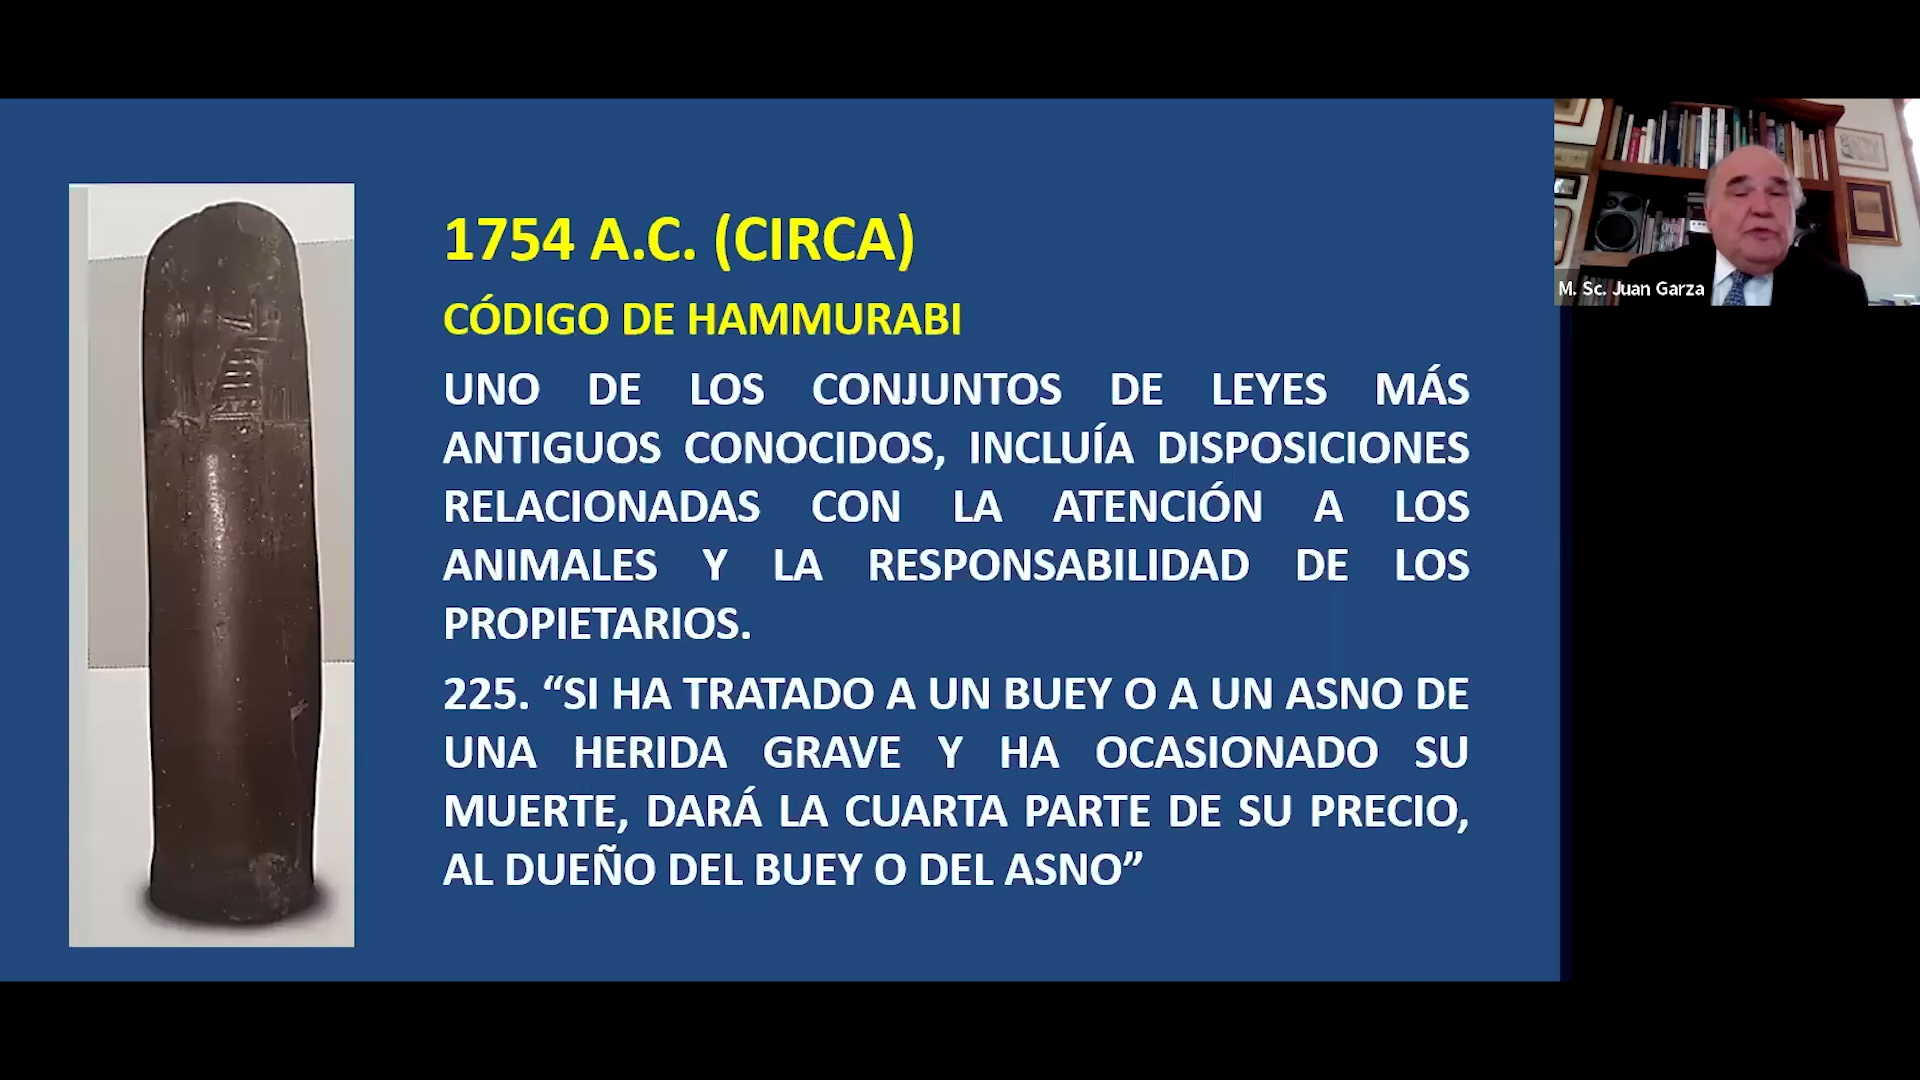 1754 A.C. (CIRCA)
CÓDIGO DE HAMMURABI
UNO DE LOS CONJUNTOS DE LEYES MÁS
ANTIGUOS CONOCIDOS, INCLUÍA DISPOSICIONES
RELACIONADAS CON LA ATENCIÓN A LOS
ANIMALES Y LA RESPONSABILIDAD DE LOS
PROPIETARIOS.
225. “SI HA TRATADO A UN BUEY O A UN ASNO DE
UNA HERIDA GRAVE Y HA OCASIONADO SU
MUERTE, DARÁ LA CUARTA PARTE DE SU PRECIO,
AL DUEÑO DEL BUEY O DEL ASNO”
M. Sc. Juan Garza